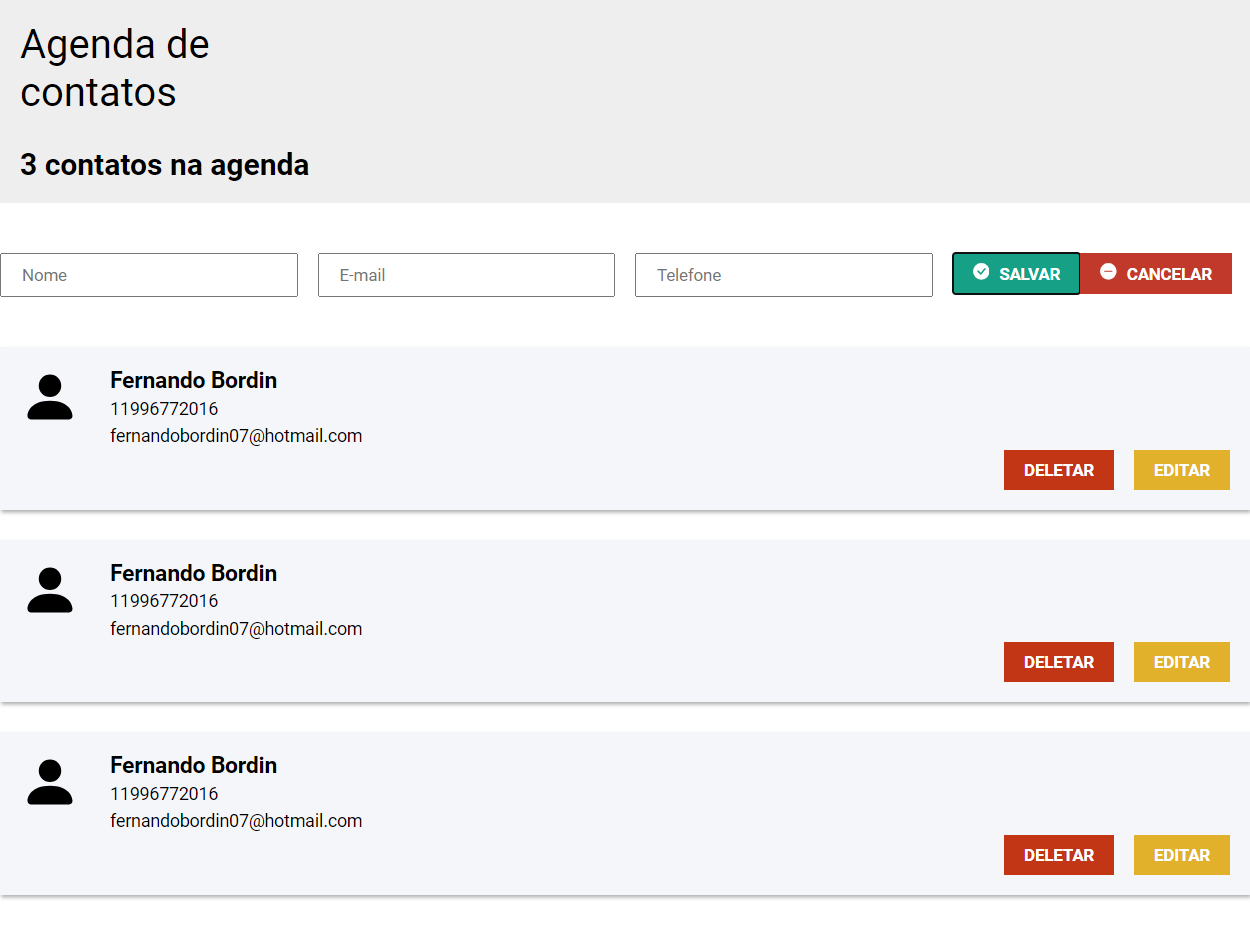 Agenda de
contatos
3 contatos na agenda
Nome E-mail Telefone SALVAR CANCELAR
Fernando Bordin
11996772016
fernandobordin07@hotmail.com
DELETAR EDITAR
Fernando Bordin
11996772016
fernandobordin07@hotmail.com
DELETAR EDITAR
Fernando Bordin
11996772016
fernandobordin07@hotmail.com
DELETAR EDITAR